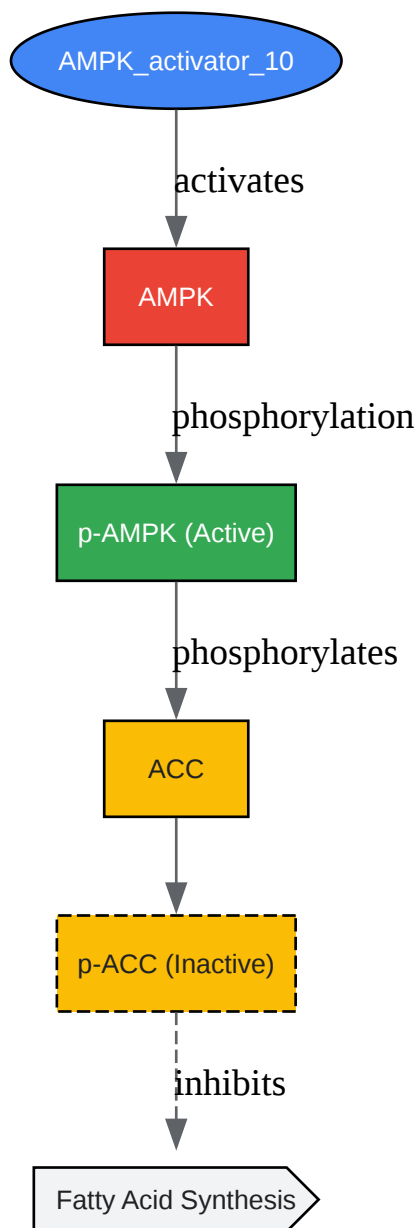 AMPK_activator_10
activates
AMPK
phosphorylation
p-AMPK (Active)
phosphorylates
ACC
p-ACC (Inactive)
inhibits
Fatty Acid Synthesis